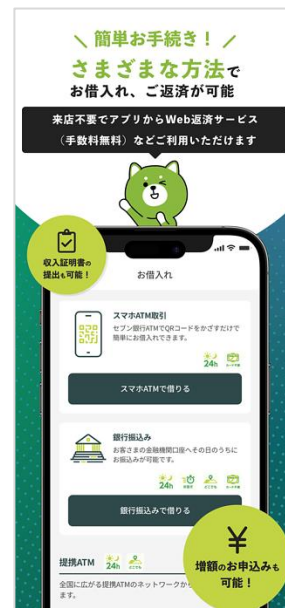 ＼ 簡単お手続き！ ／
さまざまな方法で
お借入れ、ご返済が可能
来店不要でアプリからWeb返済サービス
（手数料無料）などご利用いただけます
収入証明書の
提出も可能！
お借入れ
スマホATM取引
セブン銀行ATMでQRコードをかざすだけで
簡単にお借入れできます。
24h
スマホATMで借りる
銀行振込み
お客さまの金融機関口座へその日のうちに
お振込みが可能です。
24h
銀行振込みで借りる
¥
増額のお申込みも
可能！
提携ATM 24h
全国に広がる提携ATMのネットワークから
ます。